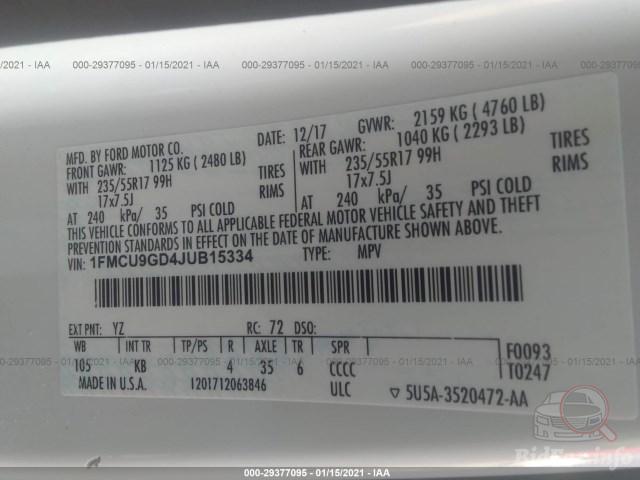 15/2021 - IAA 000-29377095 - 01/15/2021 - IAA 000-29377095 - 01/15/2021 - IAA 000-29377095 - 01/
MFD. BY FORD MOTOR CO. DATE: 12/17 GVWR: 2159 KG ( 4760 LB)
FRONT GAWR: 1125 KG ( 2480 LB) REAR GAWR: 1040 KG ( 2293 LB)
WITH 235/55R17 99H TIRES WITH 235/55R17 99H TIRES
17x7.5J RIMS 17x7.5J RIMS
AT 240 kPa/ 35 PSI COLD AT 240 kPa/ 35 PSI COLD
THIS VEHICLE CONFORMS TO ALL APPLICABLE FEDERAL MOTOR VEHICLE SAFETY AND THEFT
PREVENTION STANDARDS IN EFFECT ON THE DATE OF MANUFACTURE SHOWN ABOVE.
VIN: 1FMCU9GD4JUB15334 TYPE: MPV
EXT PNT: YZ RC: 72 DSO:
WB INT TR TP/PS R AXLE TR SPR
105 KB 4 35 6 CCCC
F0093
T0247
MADE IN U.S.A. 1201712063846 ULC ▽ 5U5A-3520472-AA
BidFax.info
000-29377095 - 01/15/2021 - IAA